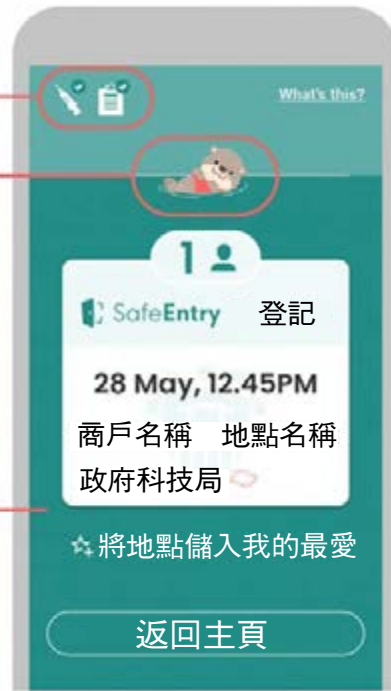 What's this?
1
SafeEntry 登記
28 May, 12.45PM
商戶名稱 地點名稱
政府科技局
將地點儲入我的最愛
返回主頁